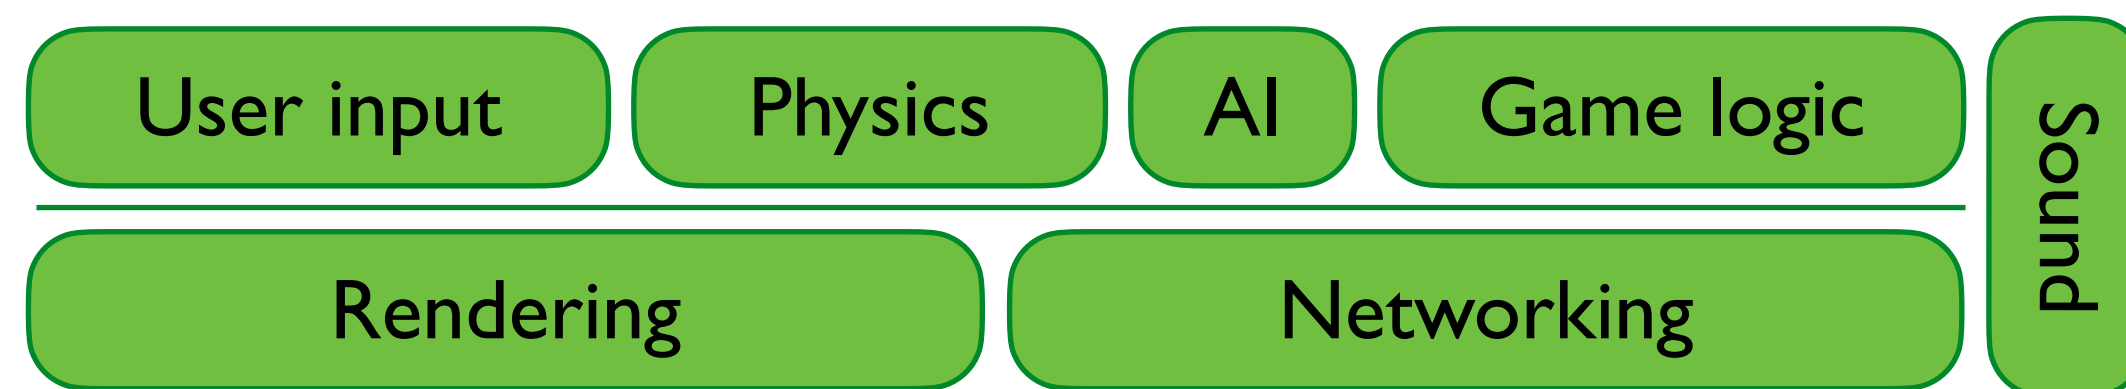 User input
Physics
AI
Game logic
Sound
Rendering
Networking